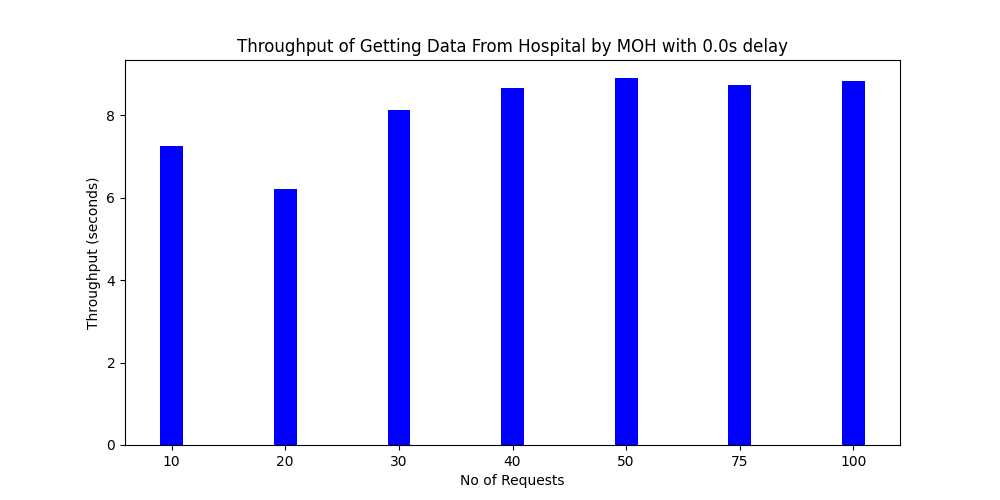 Throughput of Getting Data From Hospital by MOH with 0.0s delay
Throughput (seconds)
8
6
4
2
0
10 20 30 40 50 75 100
No of Requests